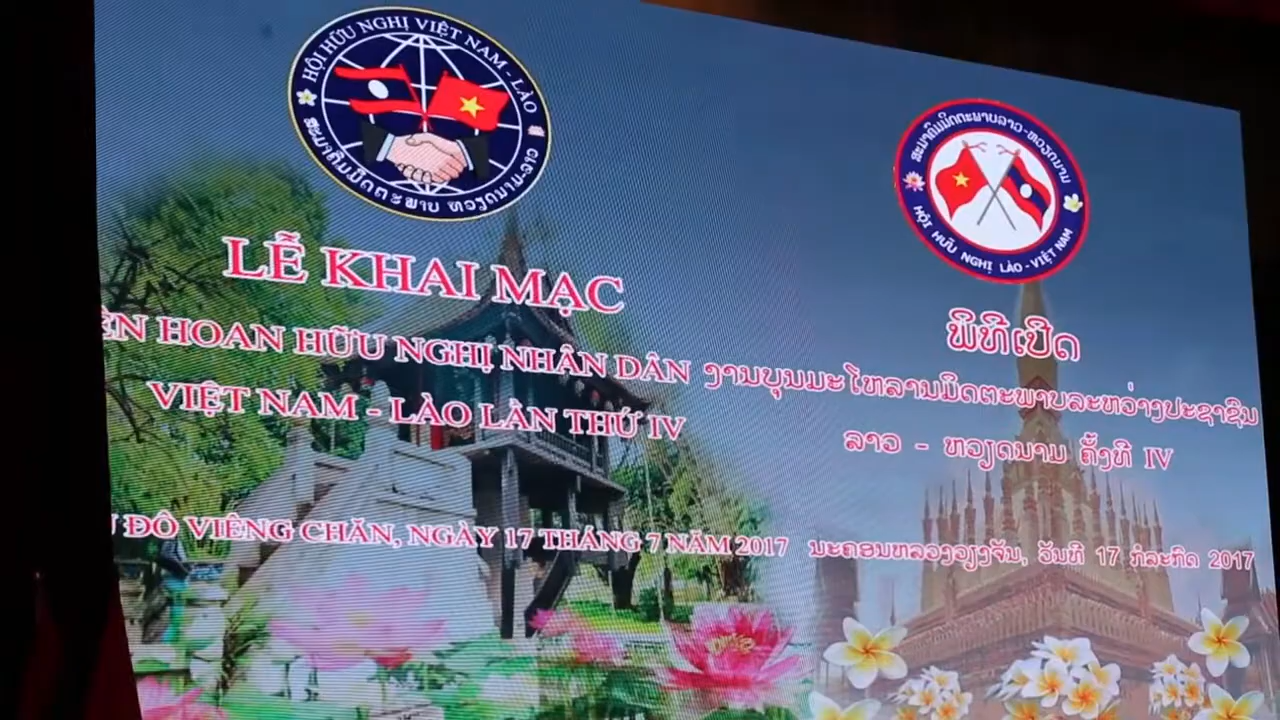 HỘI HỮU NGHỊ VIỆT NAM - LÀO
ສະມາຄົມມິດຕະພາບ ຫວຽດນາມ-ລາວ
ສະມາຄົມມິດຕະພາບລາວ-ຫວຽດນາມ
HỘI HỮU NGHỊ LÀO - VIỆT NAM
LỄ KHAI MẠC
HOAN HỮU NGHỊ NHÂN DÂN
VIỆT NAM - LÀO LẦN THỨ IV
ĐÔ VIÊNG CHĂN, NGÀY 17 THÁNG 7 NĂM 2017
ພິທີເປີດ
ງານບຸນມະໂຫລານມິດຕະພາບລະຫວ່າງປະຊາຊົນ
ລາວ - ຫວຽດນາມ ຄັ້ງທີ IV
ນະຄອນຫລວງວຽງຈັນ, ວັນທີ 17 ກໍລະກົດ 2017